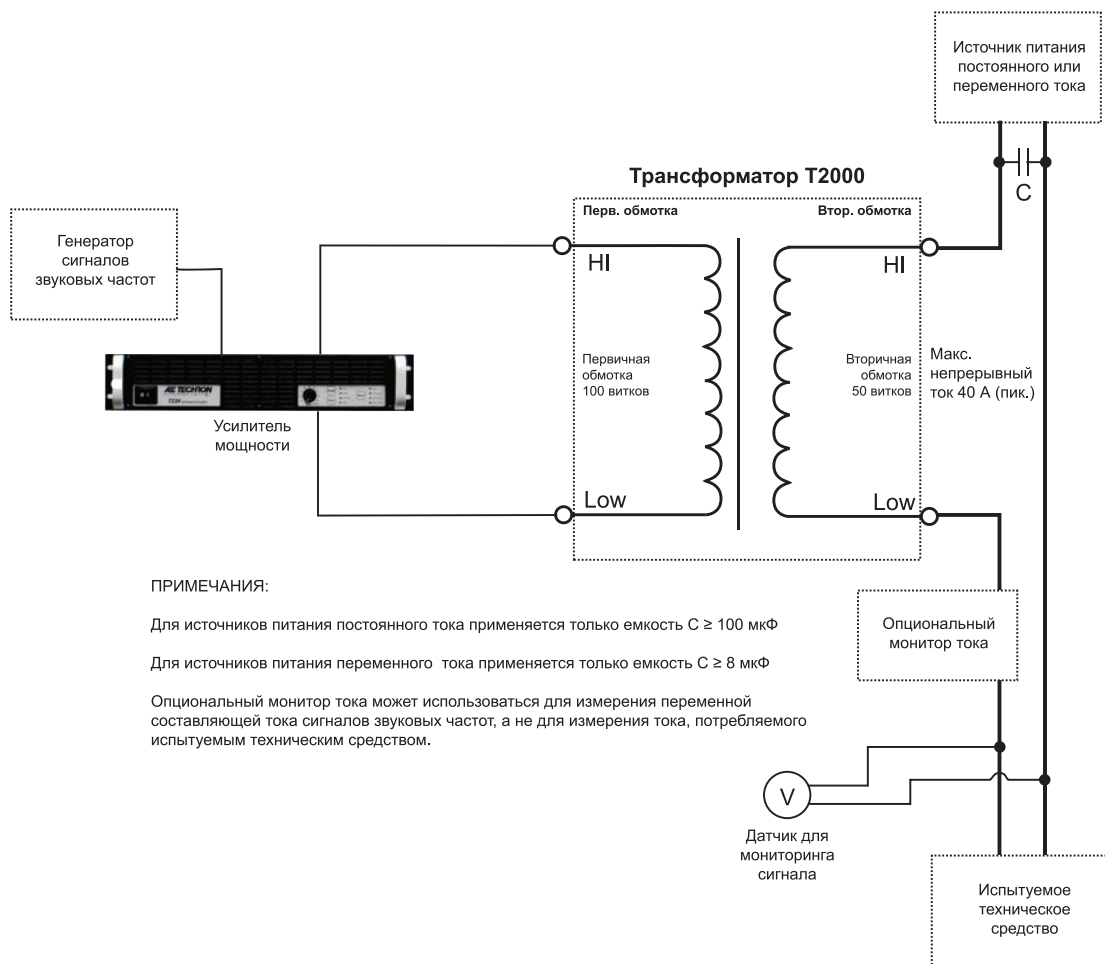 Источник питания
постоянного или
переменного тока
C
Трансформатор Т2000
Перв. обмотка
Втор. обмотка
Генератор
сигналов
звуковых частот
HI
HI
Первичная
обмотка
100 витков
Вторичная
обмотка
50 витков
Макс.
непрерывный
ток 40 А (пик.)
AE TECHRON
7224
Усилитель
мощности
Low
Low
ПРИМЕЧАНИЯ:
Для источников питания постоянного тока применяется только емкость С ≥ 100 мкФ
Для источников питания переменного тока применяется только емкость С ≥ 8 мкФ
Опциональный монитор тока может использоваться для измерения переменной
составляющей тока сигналов звуковых частот, а не для измерения тока, потребляемого
испытуемым техническим средством.
Опциональный
монитор тока
V
Датчик для
мониторинга
сигнала
Испытуемое
техническое
средство